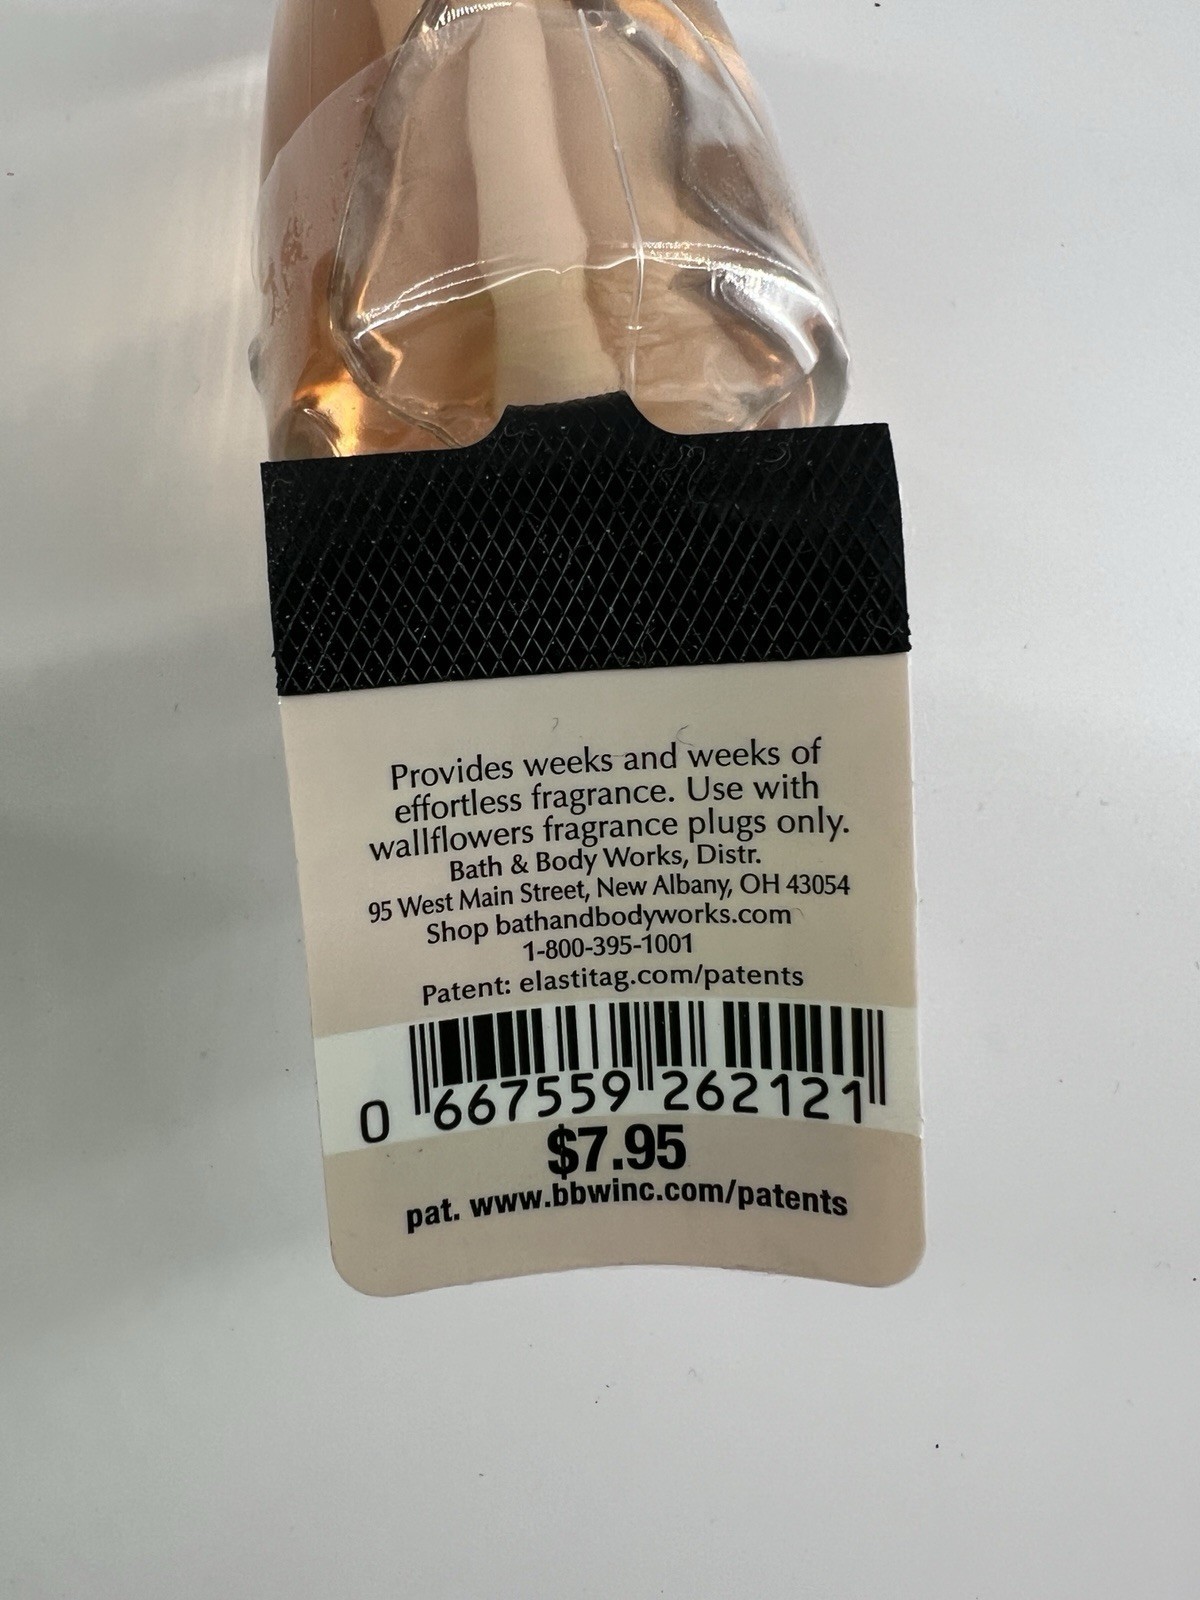 Provides weeks and weeks of
effortless fragrance. Use with
wallflowers fragrance plugs only.
Bath & Body Works, Distr.
95 West Main Street, New Albany, OH 43054
Shop bathandbodyworks.com
1-800-395-1001
Patent: elastitag.com/patents
0 667559 262121
$7.95
pat. www.bbwinc.com/patents